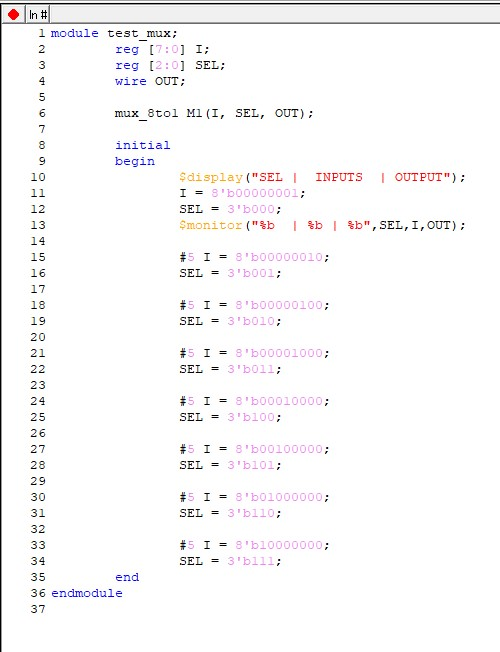 ln #
1 module test_mux;
2 reg [7:0] I;
3 reg [2:0] SEL;
4 wire OUT;
5
6 mux_8to1 M1(I, SEL, OUT);
7
8 initial
9 begin
10 $display("SEL |  INPUTS  | OUTPUT");
11 I = 8'b00000001;
12 SEL = 3'b000;
13 $monitor("%b  | %b | %b",SEL,I,OUT);
14
15 #5 I = 8'b00000010;
16 SEL = 3'b001;
17
18 #5 I = 8'b00000100;
19 SEL = 3'b010;
20
21 #5 I = 8'b00001000;
22 SEL = 3'b011;
23
24 #5 I = 8'b00010000;
25 SEL = 3'b100;
26
27 #5 I = 8'b00100000;
28 SEL = 3'b101;
29
30 #5 I = 8'b01000000;
31 SEL = 3'b110;
32
33 #5 I = 8'b10000000;
34 SEL = 3'b111;
35 end
36 endmodule
37